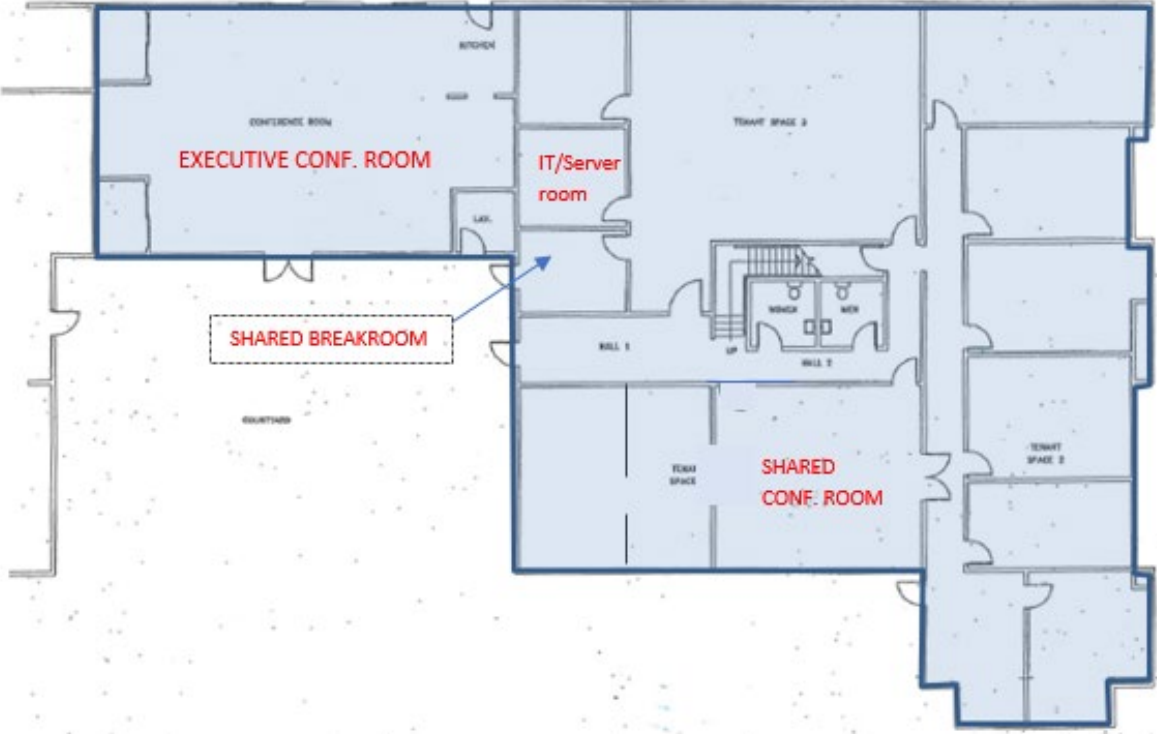 KITCHEN
CONFERENCE ROOM
EXECUTIVE CONF. ROOM
TENANT SPACE 3
IT/Server
room
LAV.
WOMEN
MEN
SHARED BREAKROOM
HALL 1
UP
HALL 2
COURTYARD
TENANT
SPACE 2
SPACE
SHARED
CONF. ROOM